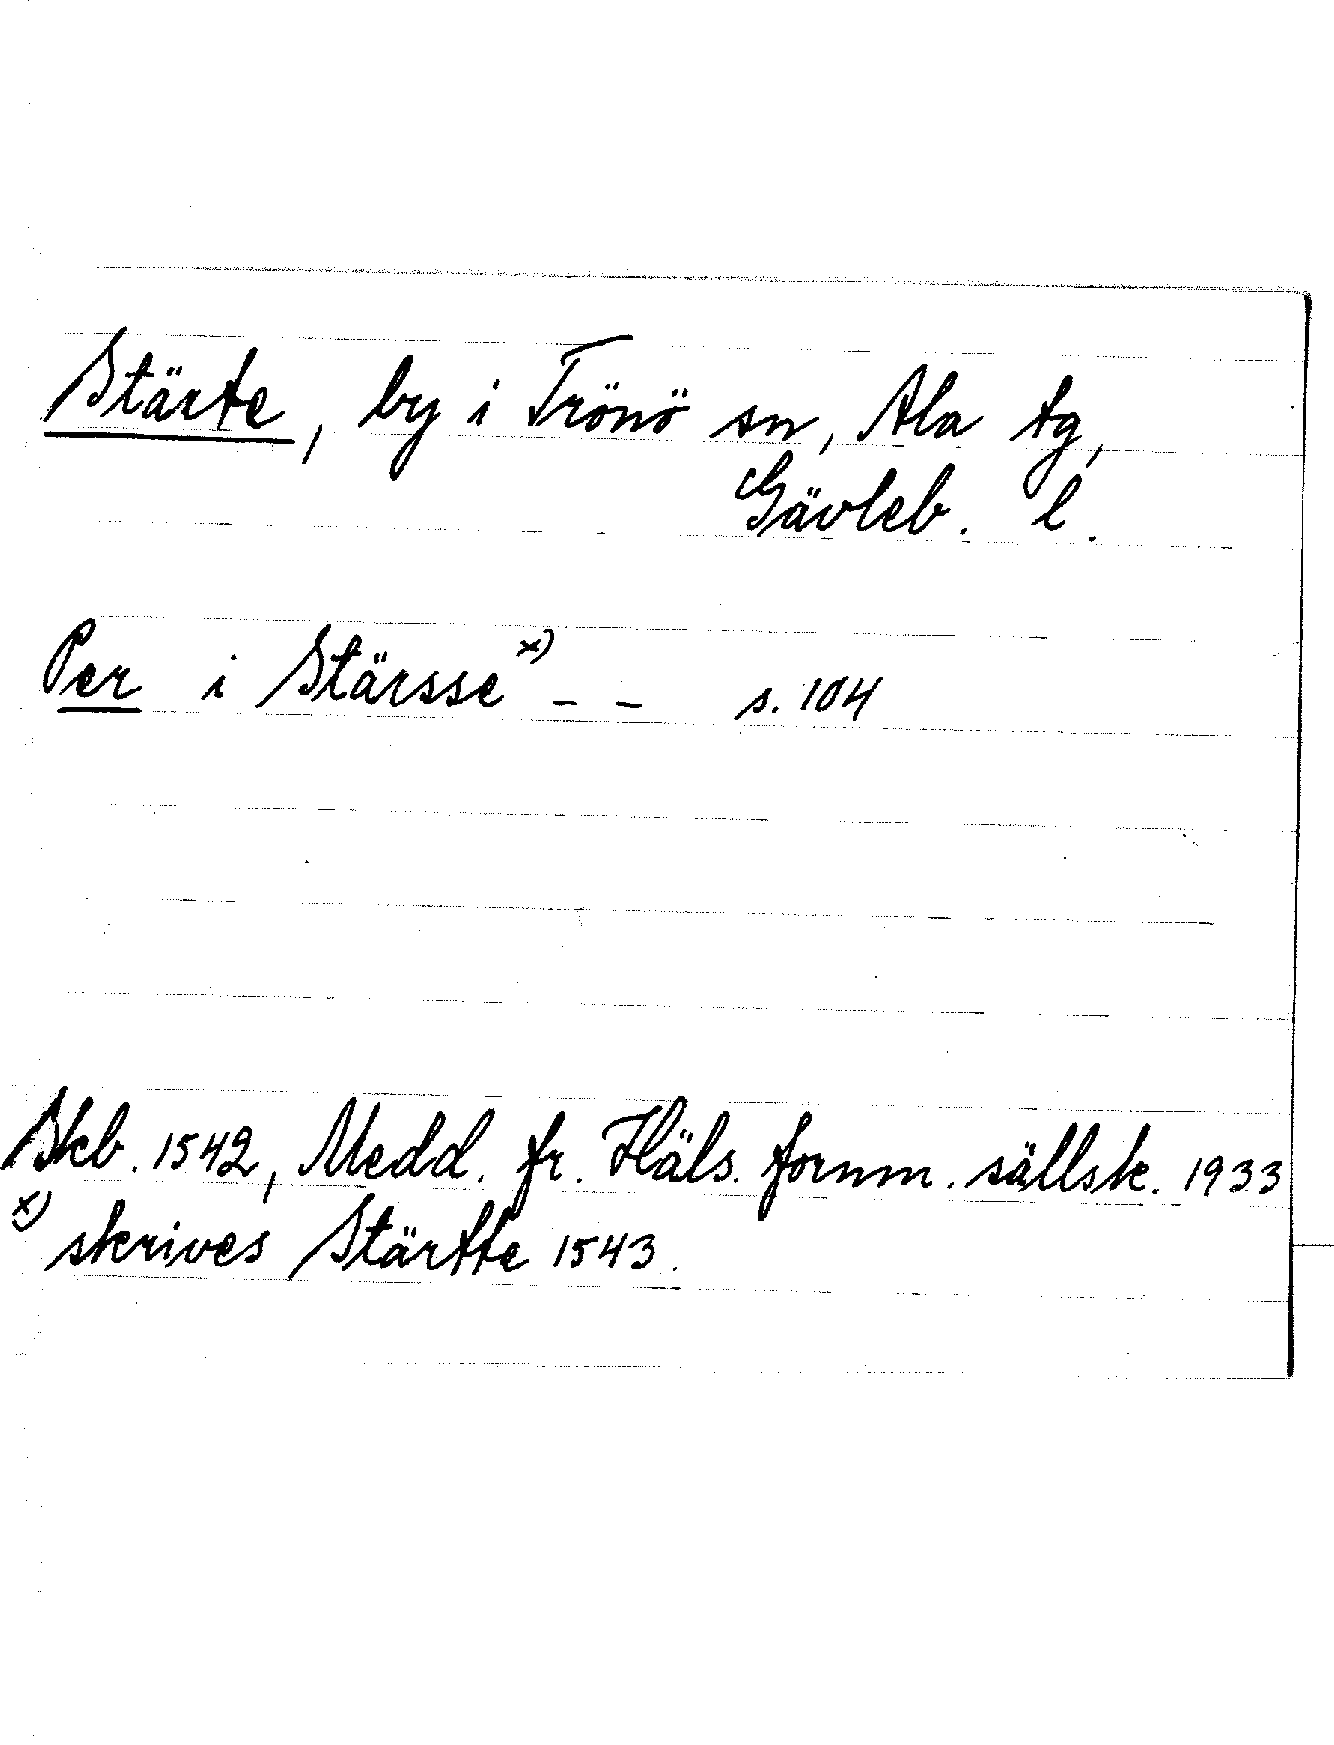 Stärte, by i Trönö sn, Ala tg,
Gävleb. l.
Per i Stärsse x) - - s. 104
Skb. 1542, Medd. fr. Häls. fornm. sällsk. 1933
x) skrives Stärtte 1543.